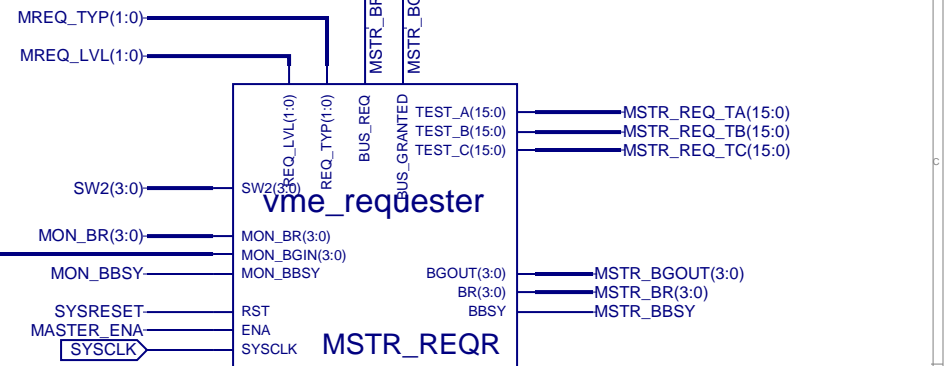 MREQ_TYP(1:0)
MREQ_LVL(1:0)
REQ_LVL(1:0)
REQ_TYP(1:0)
BUS_REQ
BUS_GRANTED
TEST_A(15:0)
MSTR_REQ_TA(15:0)
TEST_B(15:0)
MSTR_REQ_TB(15:0)
TEST_C(15:0)
MSTR_REQ_TC(15:0)
C
SW2(3:0)
SW2(3:0)
vme_requester
MON_BR(3:0)
MON_BR(3:0)
MON_BGIN(3:0)
MON_BBSY
MON_BBSY
BGOUT(3:0)
MSTR_BGOUT(3:0)
BR(3:0)
MSTR_BR(3:0)
SYSRESET
RST
BBSY
MSTR_BBSY
MASTER_ENA
ENA
SYSCLK
SYSCLK
MSTR_REQR